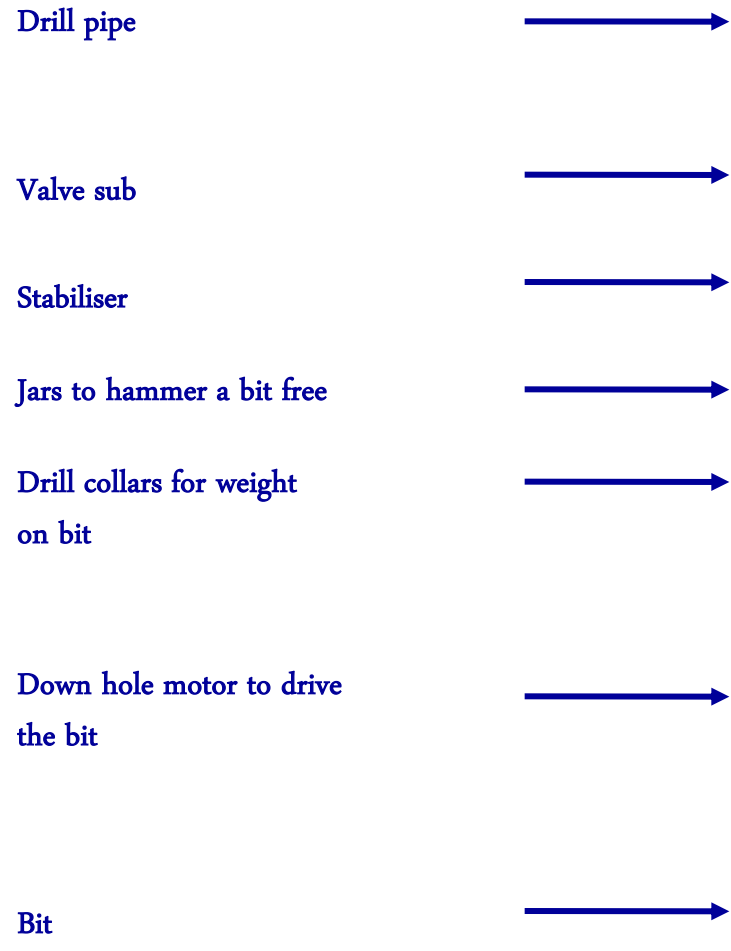 Drill pipe
Valve sub
Stabiliser
Jars to hammer a bit free
Drill collars for weight
on bit
Down hole motor to drive
the bit
Bit